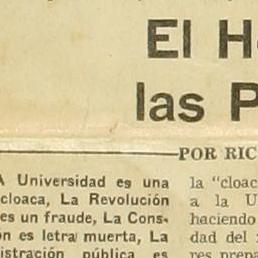 El H
las P
POR RIC
A Universidad es una
cloaca, La Revolución
es un fraude, La Cons-
ón es letra muerta, La
istración pública es
la "cloac
a la U
haciendo
dad del
res prepa